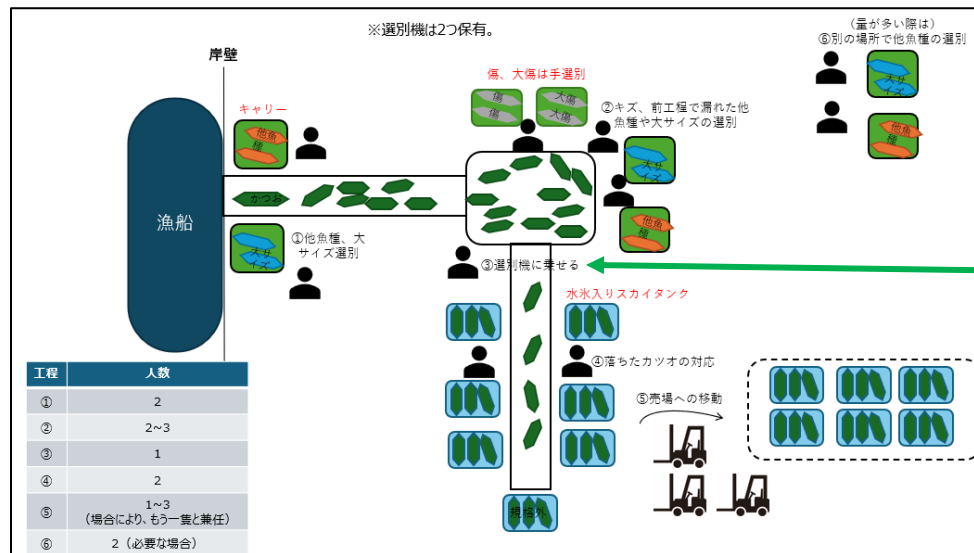 ※選別機は2つ保有。
（量が多い際は）
⑥別の場所で他魚種の選別
岸壁
傷、大傷は手選別
キャリー
傷
傷
大傷
大傷
②キズ、前工程で漏れた他
魚種や大サイズの選別
大サ
イズ
他魚
種
他魚
種
大サ
イズ
かつお
他魚
種
漁船
大サ
イズ
①他魚種、大
サイズ選別
③選別機に乗せる
水氷入りスカイタンク
④落ちたカツオの対応
⑤売場への移動
規格外
工程 人数
① 2
② 2~3
③ 1
④ 2
⑤ 1~3
（場合により、もう一隻と兼任）
⑥ 2（必要な場合）